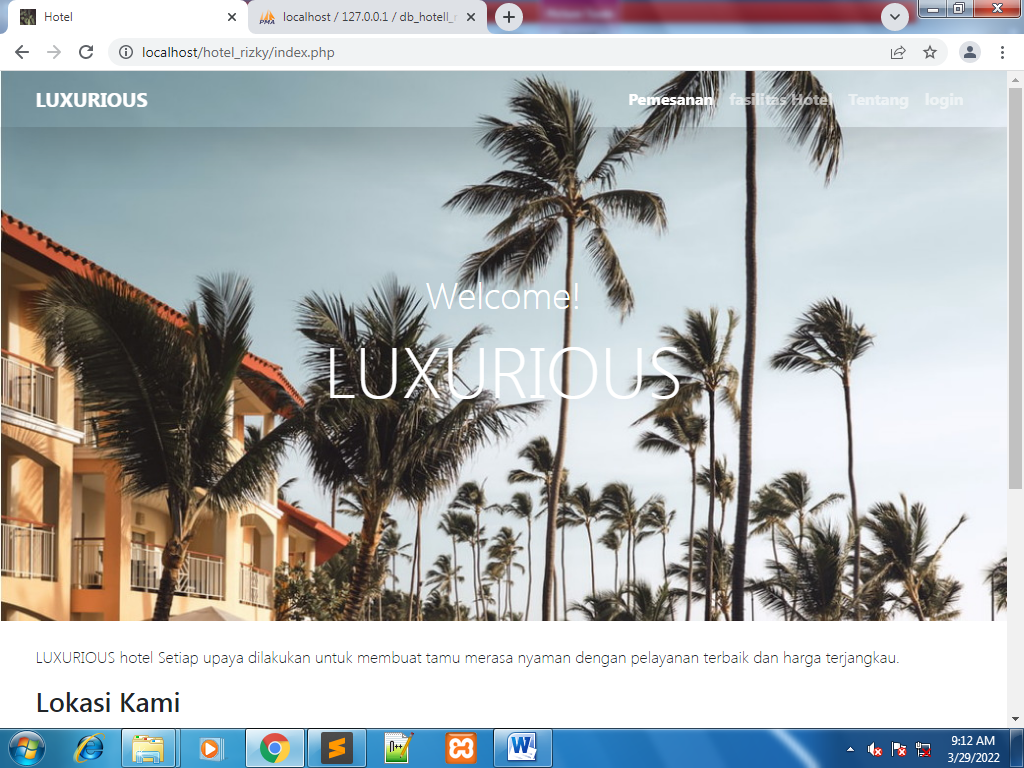 Hotel
localhost / 127.0.0.1 / db_hotell_r
localhost/hotel_rizky/index.php
LUXURIOUS
Pemesanan fasilitas Hotel Tentang login
Welcome!
LUXURIOUS
LUXURIOUS hotel Setiap upaya dilakukan untuk membuat tamu merasa nyaman dengan pelayanan terbaik dan harga terjangkau.
Lokasi Kami
9:12 AM
3/29/2022